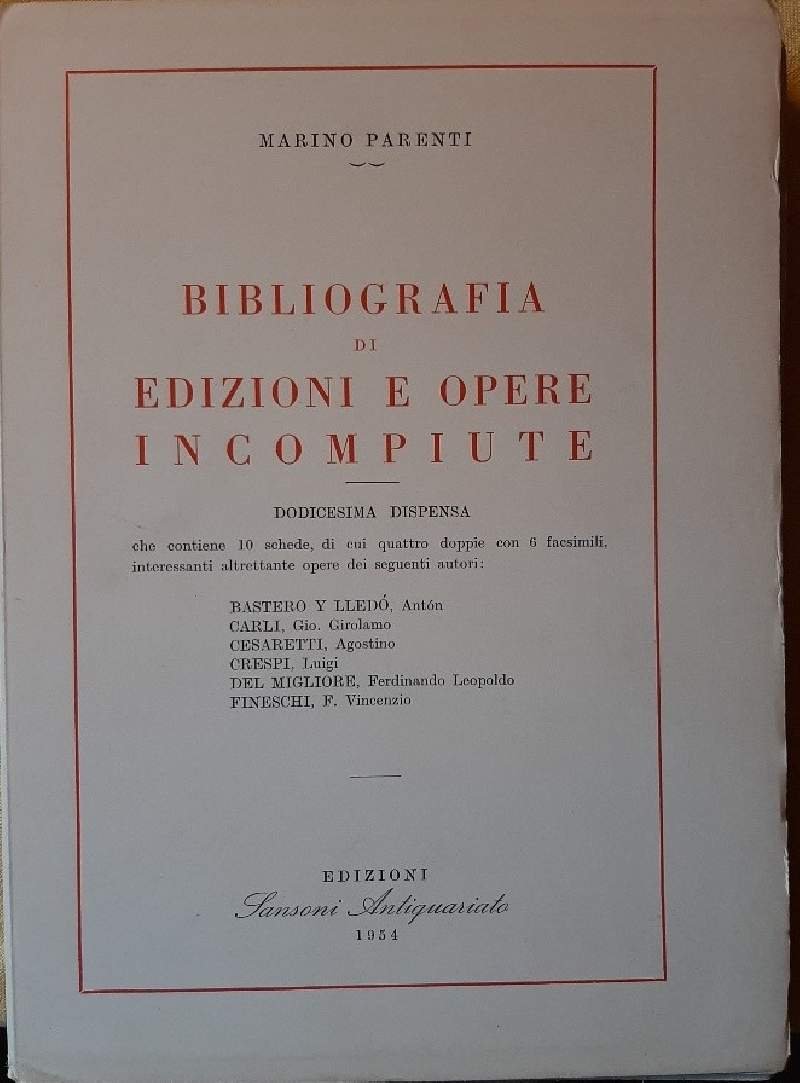 MARINO PARENTI
BIBLIOGRAFIA
DI
EDIZIONI E OPERE
INCOMPIUTE
DODICESIMA DISPENSA
che contiene 10 schede, di cui quattro doppie con 6 facsimili,
interessanti altrettante opere dei seguenti autori:
BASTERO Y LLEDÓ, Antón
CARLI, Gio. Girolamo
CESARETTI, Agostino
CRESPI, Luigi
DEL MIGLIORE, Ferdinando Leopoldo
FINESCHI, F. Vincenzio
EDIZIONI
Sansoni Antiquariato
1954